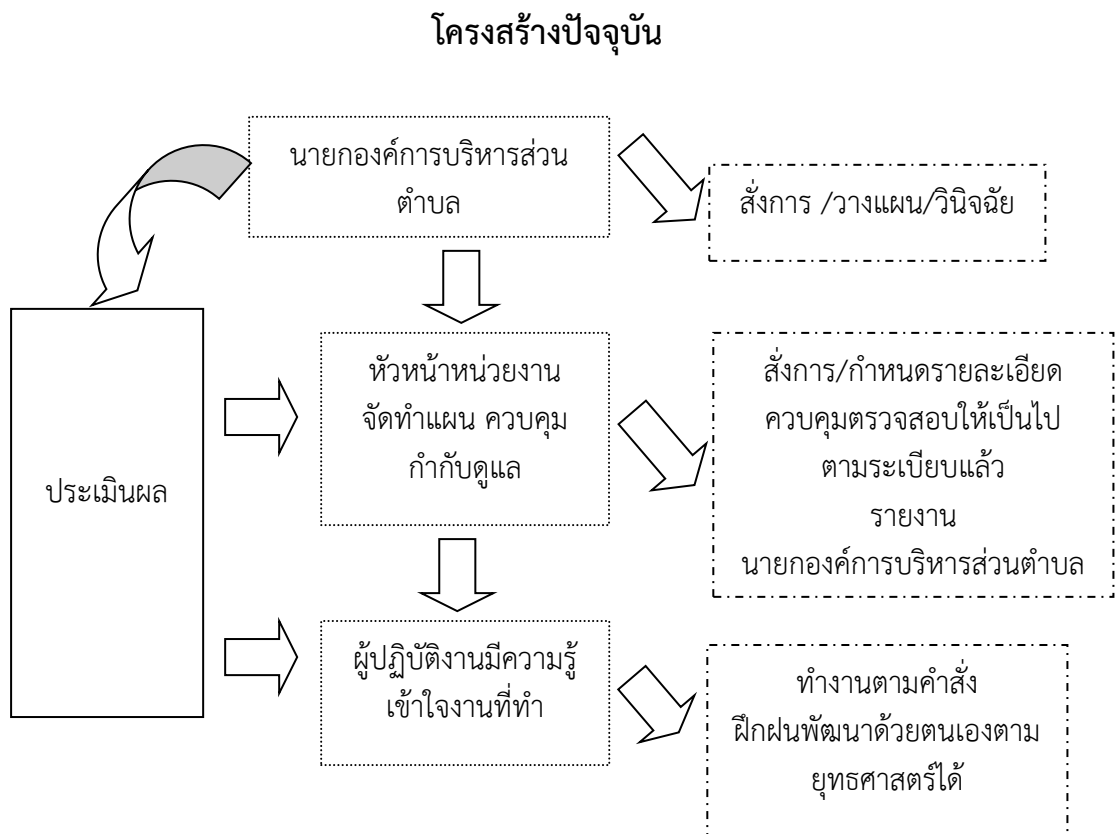 โครงสร้างปัจจุบัน
นายกองค์การบริหารส่วน
ตำบล
สั่งการ /วางแผน/วินิจฉัย
ประเมินผล
หัวหน้าหน่วยงาน
จัดทำแผน ควบคุม
กำกับดูแล
สั่งการ/กำหนดรายละเอียด
ควบคุมตรวจสอบให้เป็นไป
ตามระเบียบแล้ว
รายงาน
นายกองค์การบริหารส่วนตำบล
ผู้ปฏิบัติงานมีความรู้
เข้าใจงานที่ทำ
ทำงานตามคำสั่ง
ฝึกฝนพัฒนาด้วยตนเองตาม
ยุทธศาสตร์ได้